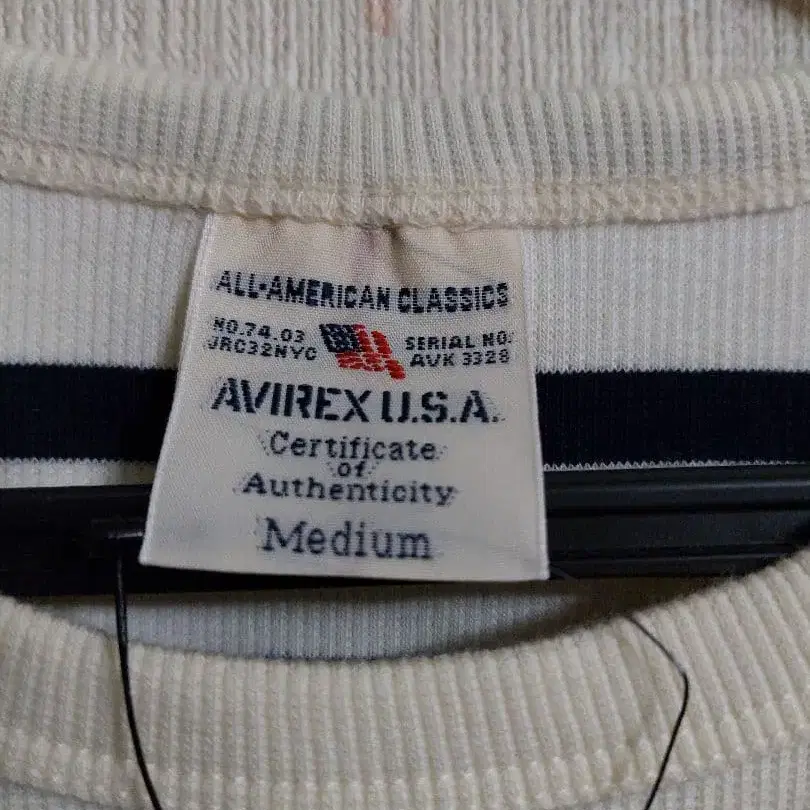 ALL-AMERICAN CLASSICS
NO.74.03
JRC32NYC
SERIAL NO.
AVK 3328
AVIREX U.S.A.
Certificate
of
Authenticity
Medium